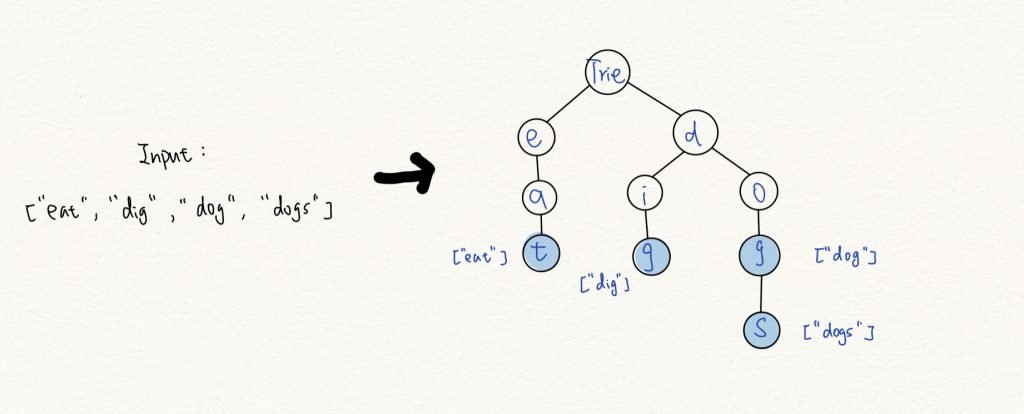 Input :
["eat", "dig" , "dog", "dogs"]
Trie
e
d
a
i
o
t
["eat"]
g
["dig"]
g
["dog"]
s
["dogs"]